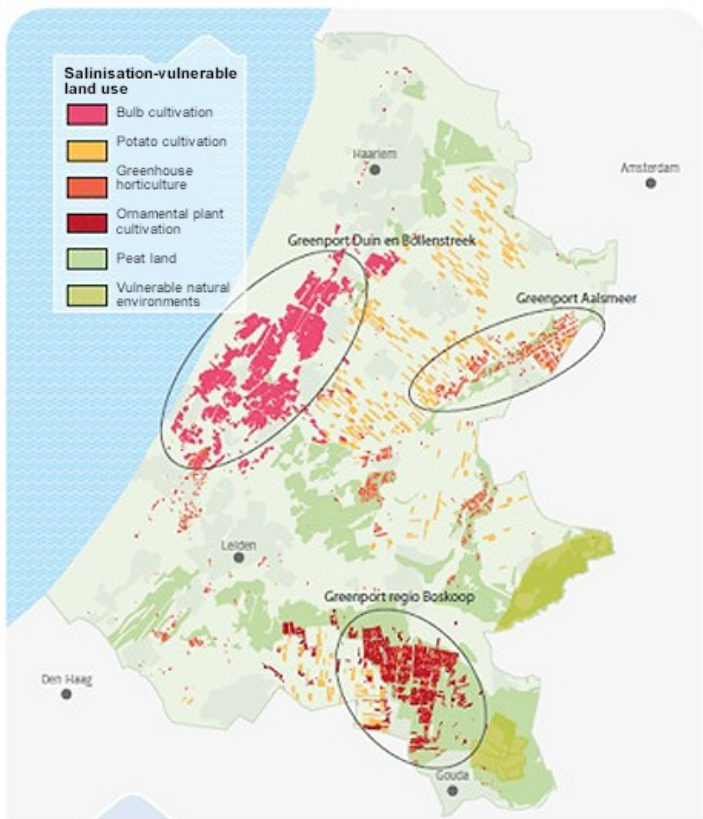 Salinisation-vulnerable
land use
Bulb cultivation
Potato cultivation
Greenhouse
horticulture
Ornamental plant
cultivation
Peat land
Vulnerable natural
environments
Haarlem
Amsterdam
Greenport Duin en Bollenstreek
Greenport Aalsmeer
Leiden
Greenport regio Boskoop
Den Haag
Gouda